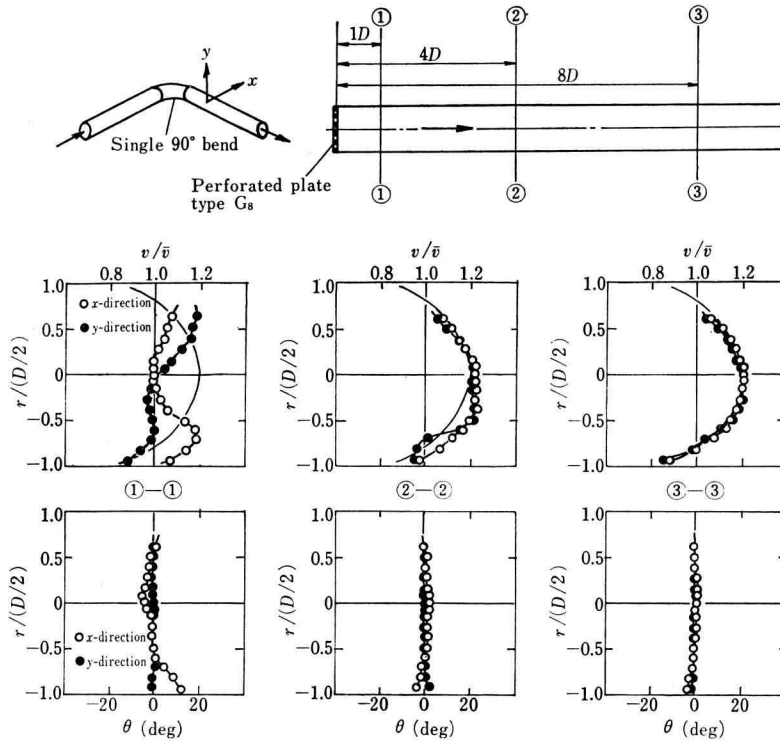 ① ② ③
1D
4D
8D
y
x
Single 90° bend
Perforated plate
type G₈
① ② ③
v/v̄ v/v̄ v/v̄
0.8 1.0 1.2 0.8 1.0 1.2 0.8 1.0 1.2
1.0 1.0 1.0
x-direction
y-direction
0.5 0.5 0.5
r/(D/2) r/(D/2) r/(D/2)
0 0 0
−0.5 −0.5 −0.5
−1.0 −1.0 −1.0
①—① ②—② ③—③
1.0 1.0 1.0
0.5 0.5 0.5
r/(D/2) r/(D/2) r/(D/2)
0 0 0
x-direction
−0.5 −0.5 −0.5
y-direction
−1.0 −1.0 −1.0
−20 0 20 −20 0 20 −20 0 20
θ (deg) θ (deg) θ (deg)